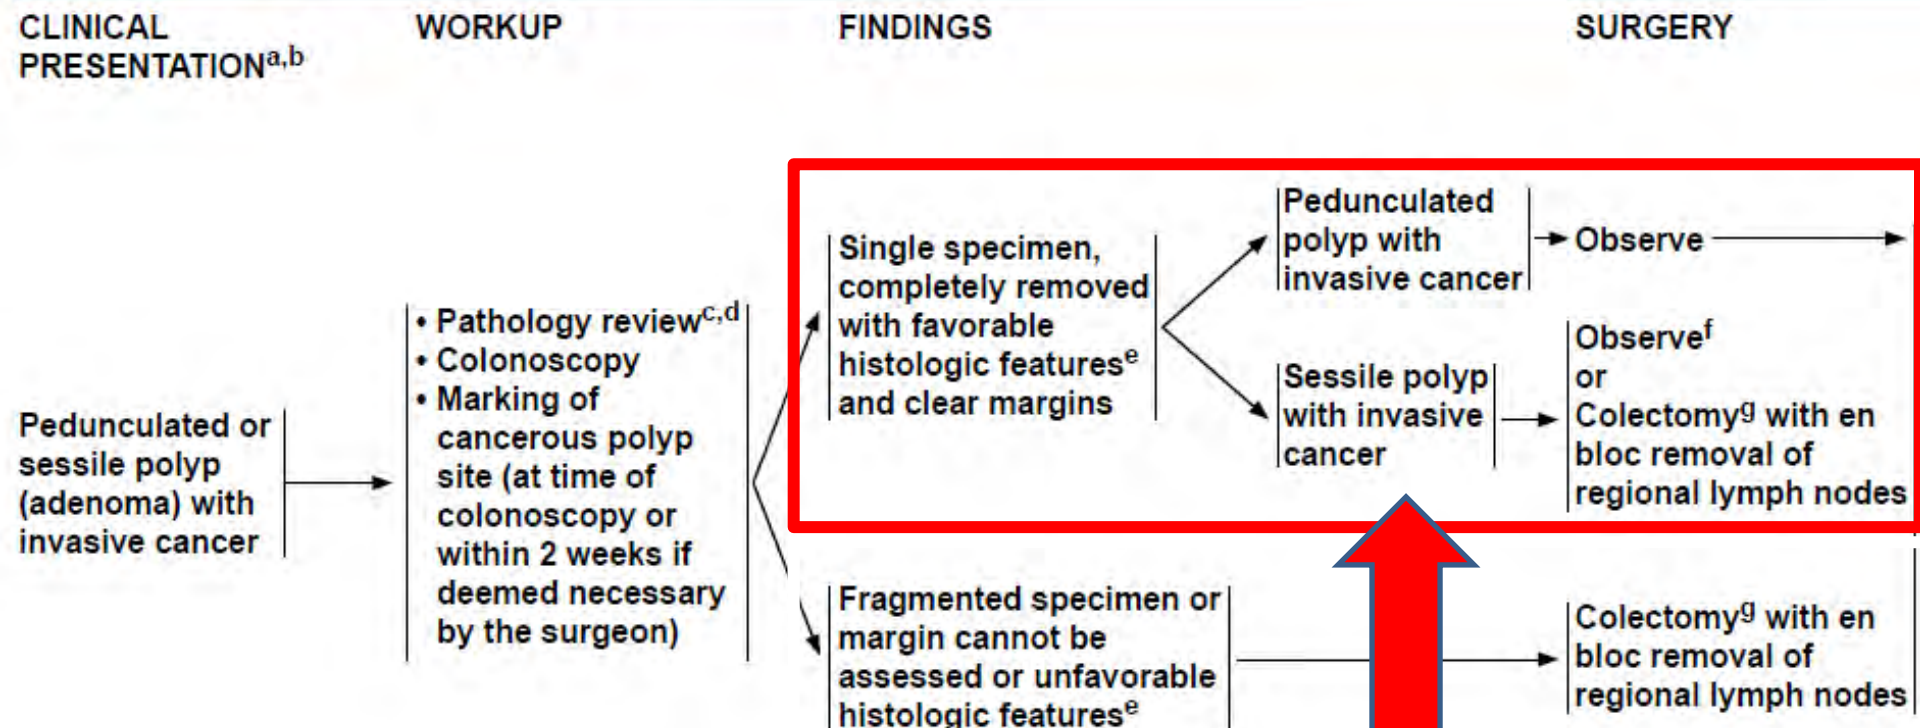 CLINICAL
PRESENTATIONa,b
WORKUP
FINDINGS
SURGERY
Pedunculated or
sessile polyp
(adenoma) with
invasive cancer
• Pathology reviewc,d
• Colonoscopy
• Marking of
cancerous polyp
site (at time of
colonoscopy or
within 2 weeks if
deemed necessary
by the surgeon)
Single specimen,
completely removed
with favorable
histologic featurese
and clear margins
Pedunculated
polyp with
invasive cancer
Observe
Sessile polyp
with invasive
cancer
Observef
or
Colectomyg with en
bloc removal of
regional lymph nodes
Fragmented specimen or
margin cannot be
assessed or unfavorable
histologic featurese
Colectomyg with en
bloc removal of
regional lymph nodes